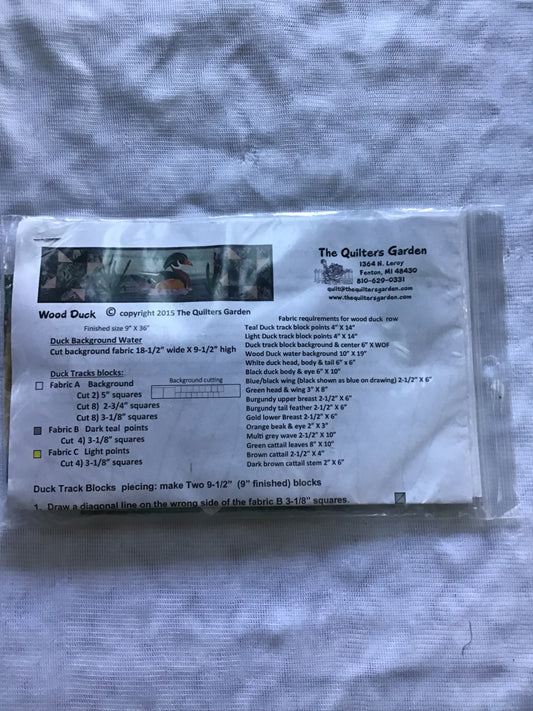 The Quilters Garden
1364 N. Leroy
Fenton, MI 48430
810-629-0331
quilt@thequiltersgarden.com
www.thequiltersgarden.com
Wood Duck © copyright 2015 The Quilters Garden
Finished size 9" X 36"
Duck Background Water
Cut background fabric 18-1/2" wide X 9-1/2" high
Duck Tracks blocks:
Fabric A Background
Background cutting
Cut 2) 5" squares
Cut 8) 2-3/4" squares
Cut 8) 3-1/8" squares
Fabric B Dark teal points
Cut 4) 3-1/8" squares
Fabric C Light points
Cut 4) 3-1/8" squares
Fabric requirements for wood duck row
Teal Duck track block points 4" X 14"
Light Duck track block points 4" X 14"
Duck track block background & center 6" X WOF
Wood Duck water background 10" X 19"
White duck head, body & tail 6" x 6"
Black duck body & eye 6" X 10"
Blue/black wing (black shown as blue on drawing) 2-1/2" X 6"
Green head & wing 3" X 8"
Burgundy upper breast 2-1/2" X 6"
Burgundy tail feather 2-1/2" X 6"
Gold lower Breast 2-1/2" X 6"
Orange beak & eye 2" X 3"
Multi grey wave 2-1/2" X 10"
Green cattail leaves 8" X 10"
Brown cattail 2-1/2" X 4"
Dark brown cattail stem 2" X 6"
Duck Track Blocks piecing: make Two 9-1/2" (9" finished) blocks
1. Draw a diagonal line on the wrong side of the fabric B 3-1/8" squares.